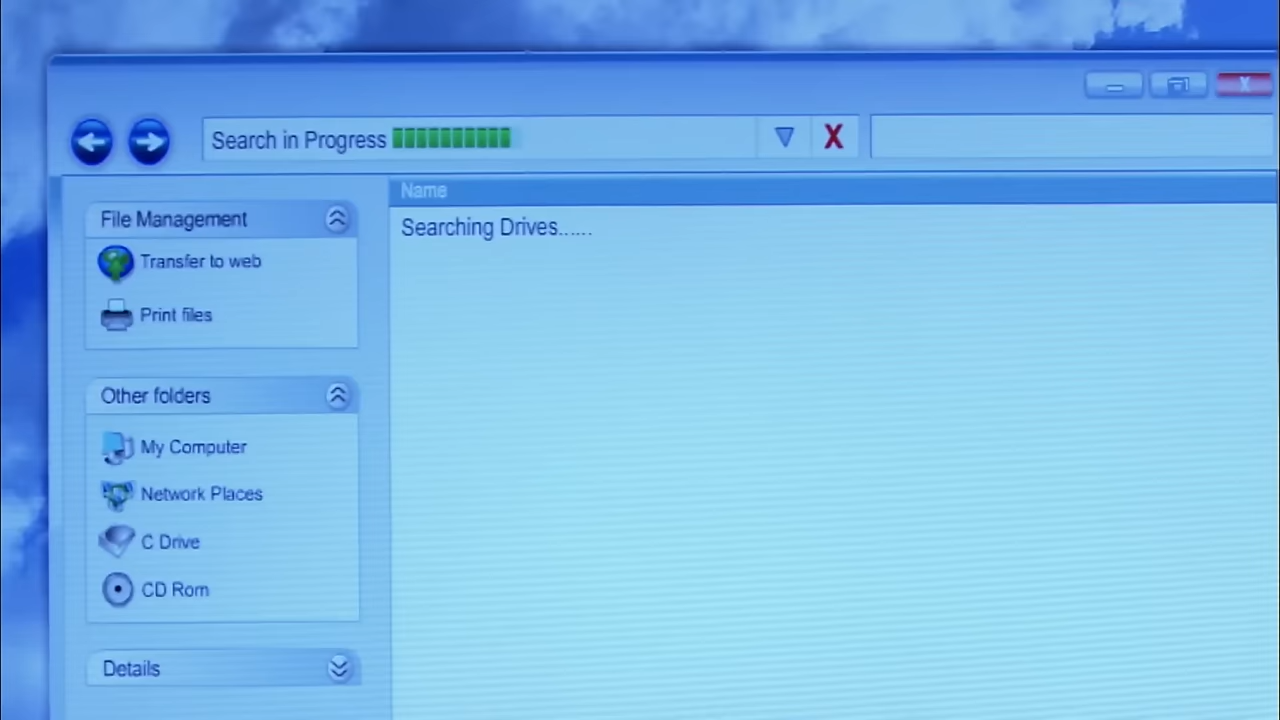 Search in Progress
X
Name
Searching Drives......
File Management
Transfer to web
Print files
Other folders
My Computer
Network Places
C Drive
CD Rom
Details